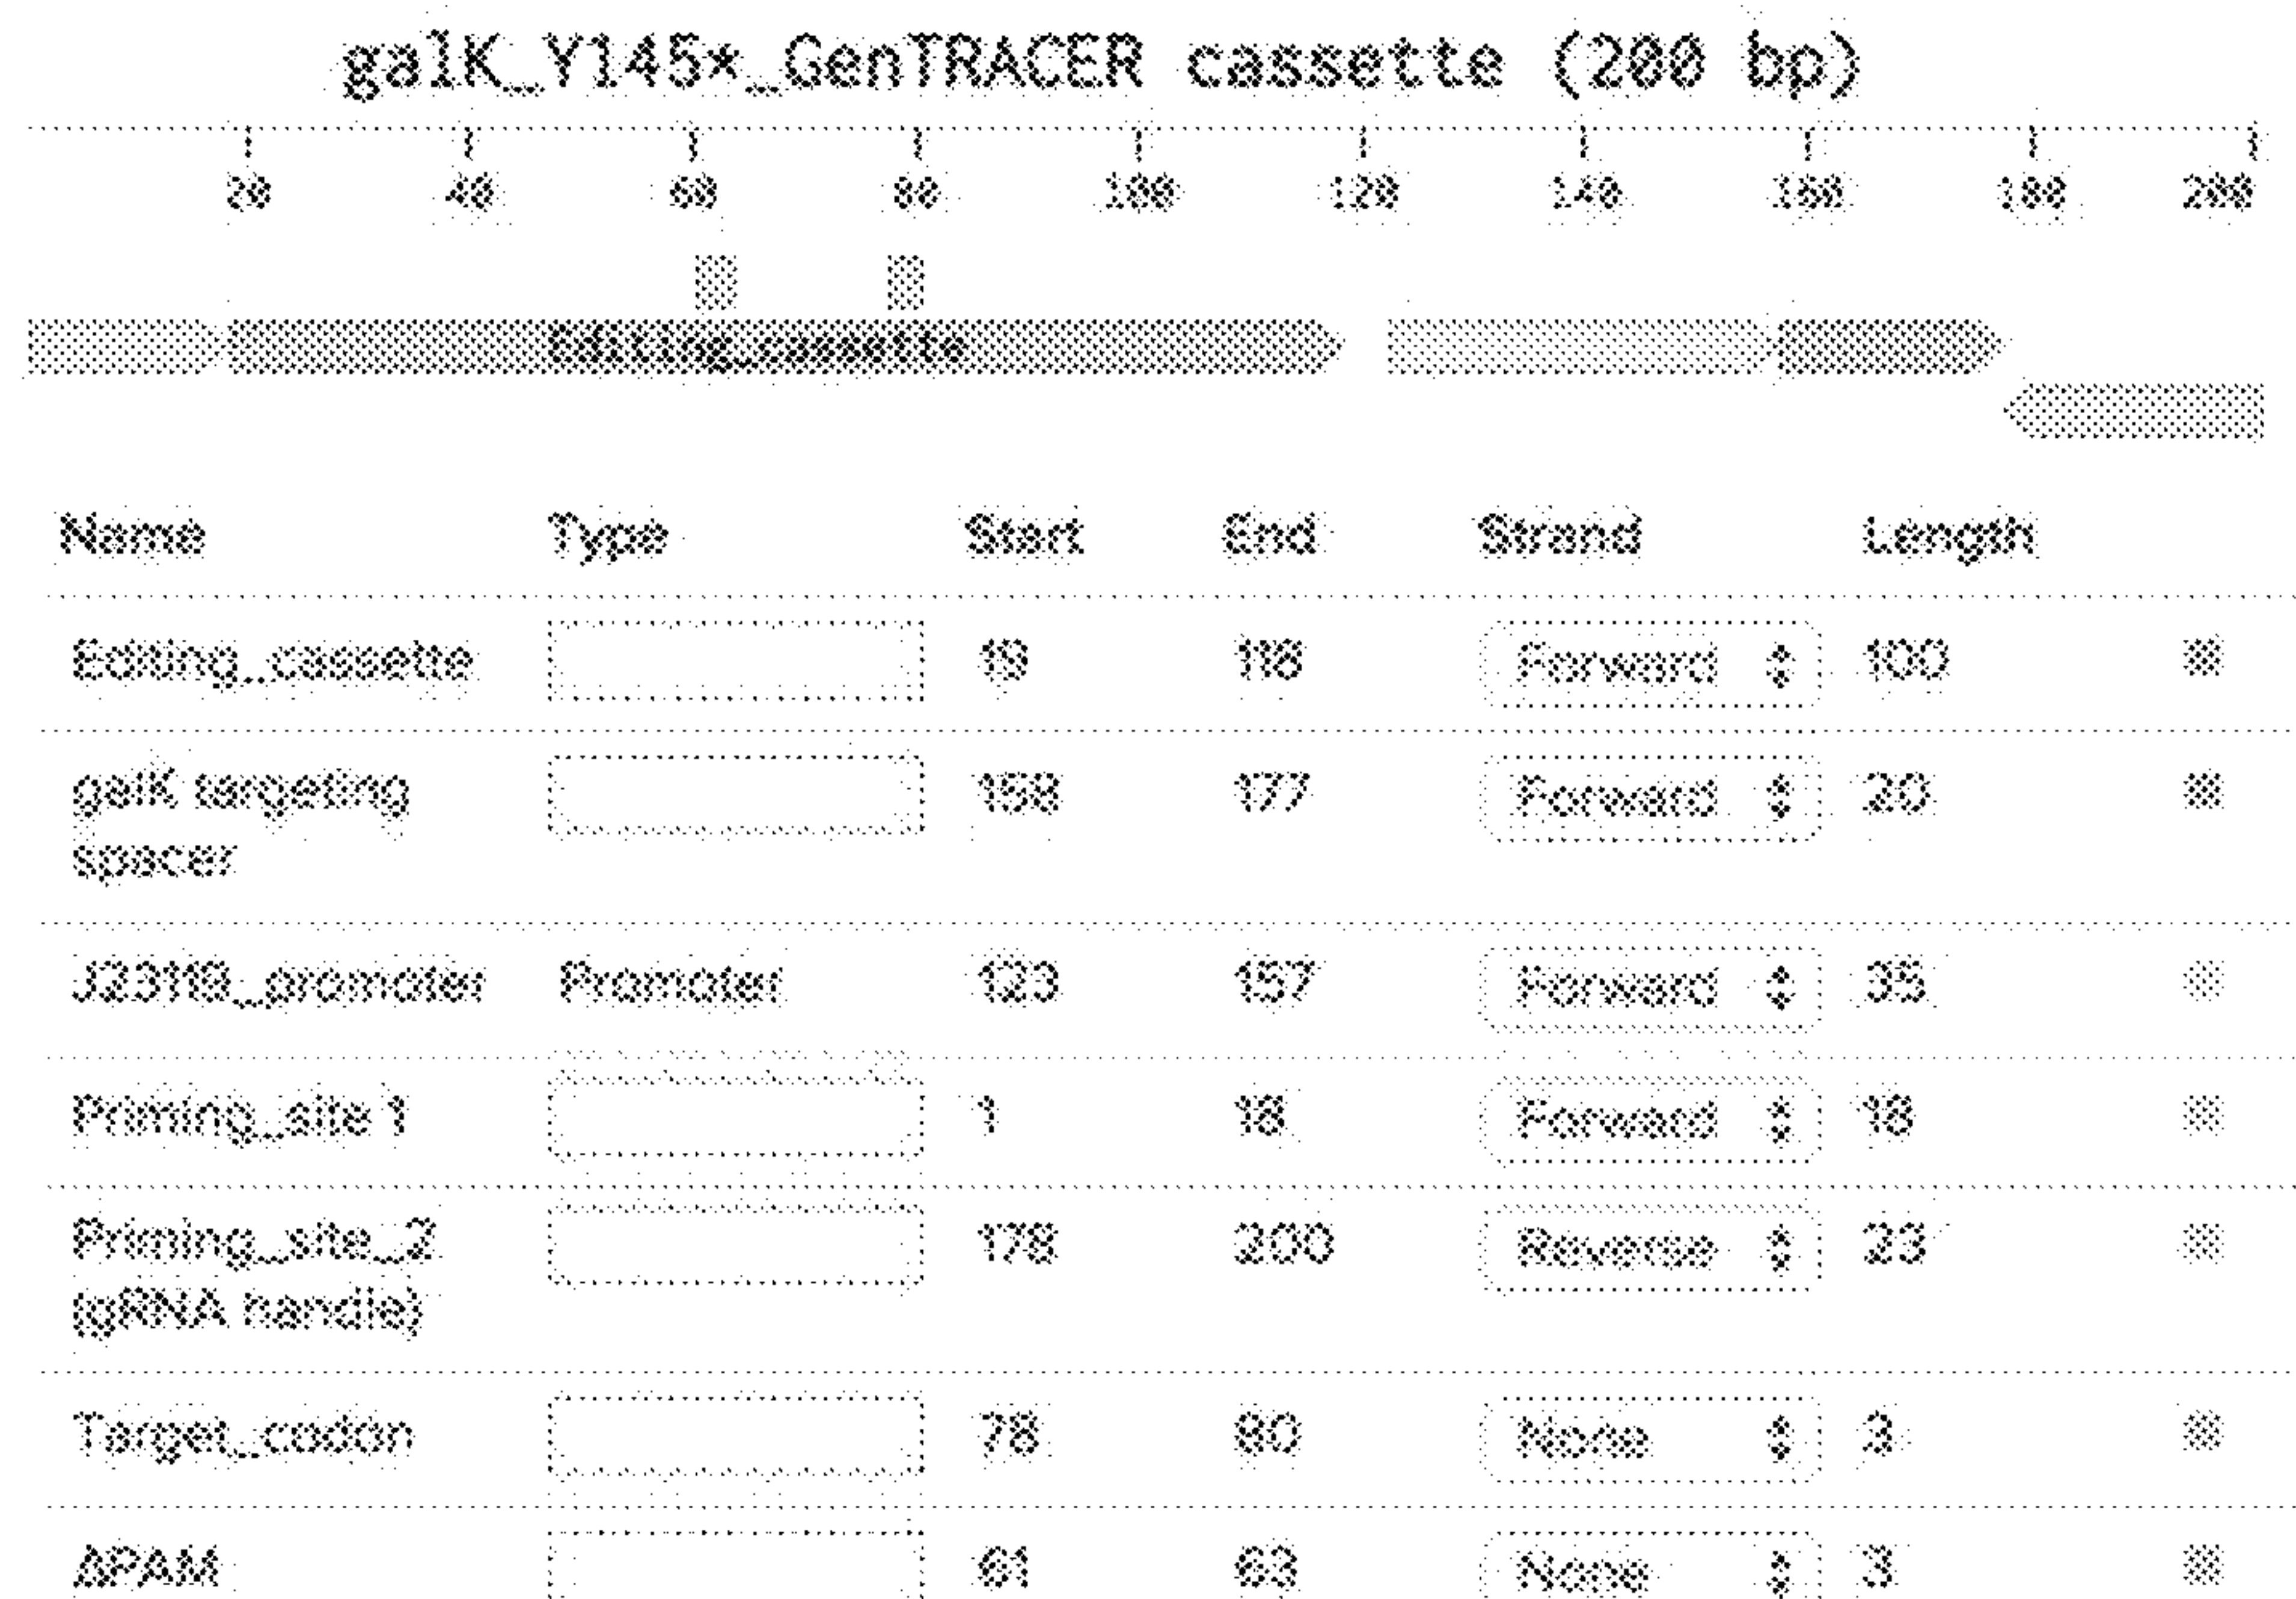 galK_Y145*_GenTRACER cassette (200 bp)
20 40 60 80 100 120 140 160 180 200
Editing_cassette
Name Type Start End Strand Length
Editing_cassette 19 118 Forward 100
galK targeting 158 177 Forward 20
spacer
J23119_promoter Promoter 123 157 Forward 35
Priming_site 1 1 18 Forward 18
Priming_site_2 178 200 Reverse 23
(gRNA handle)
Target_codon 78 80 None 3
ΔPAM 61 63 None 3